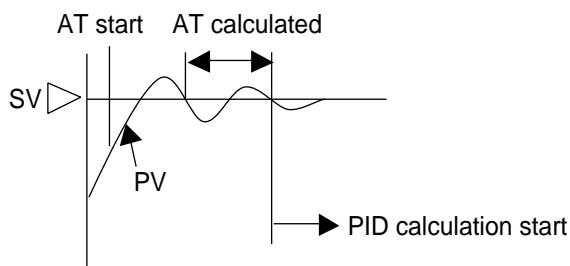 AT start
AT calculated
SV
PV
PID calculation start